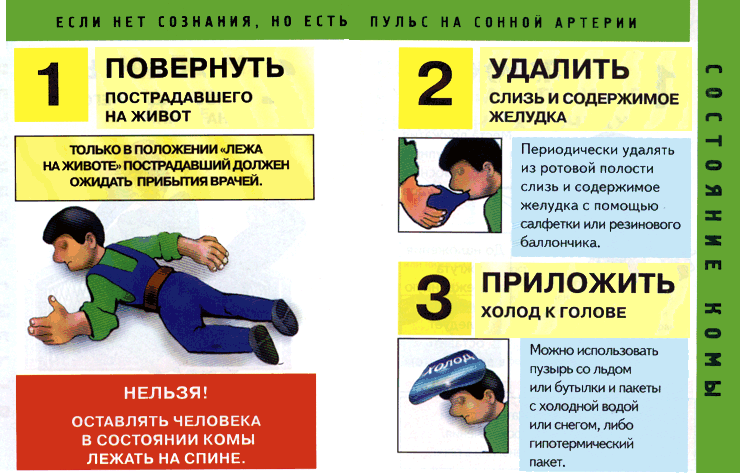 ЕСЛИ НЕТ СОЗНАНИЯ, НО ЕСТЬ ПУЛЬС НА СОННОЙ АРТЕРИИ
1
ПОВЕРНУТЬ
ПОСТРАДАВШЕГО
НА ЖИВОТ
ТОЛЬКО В ПОЛОЖЕНИИ «ЛЕЖА
НА ЖИВОТЕ» ПОСТРАДАВШИЙ ДОЛЖЕН
ОЖИДАТЬ ПРИБЫТИЯ ВРАЧЕЙ.
НЕЛЬЗЯ!
ОСТАВЛЯТЬ ЧЕЛОВЕКА
В СОСТОЯНИИ КОМЫ
ЛЕЖАТЬ НА СПИНЕ.
2
УДАЛИТЬ
СЛИЗЬ И СОДЕРЖИМОЕ
ЖЕЛУДКА
Периодически удалять
из ротовой полости
слизь и содержимое
желудка с помощью
салфетки или резинового
баллончика.
3
ПРИЛОЖИТЬ
ХОЛОД К ГОЛОВЕ
ХОЛОД
Можно использовать
пузырь со льдом
или бутылки и пакеты
с холодной водой
или снегом, либо
гипотермический
пакет.
СОСТОЯНИЕ КОМЫ